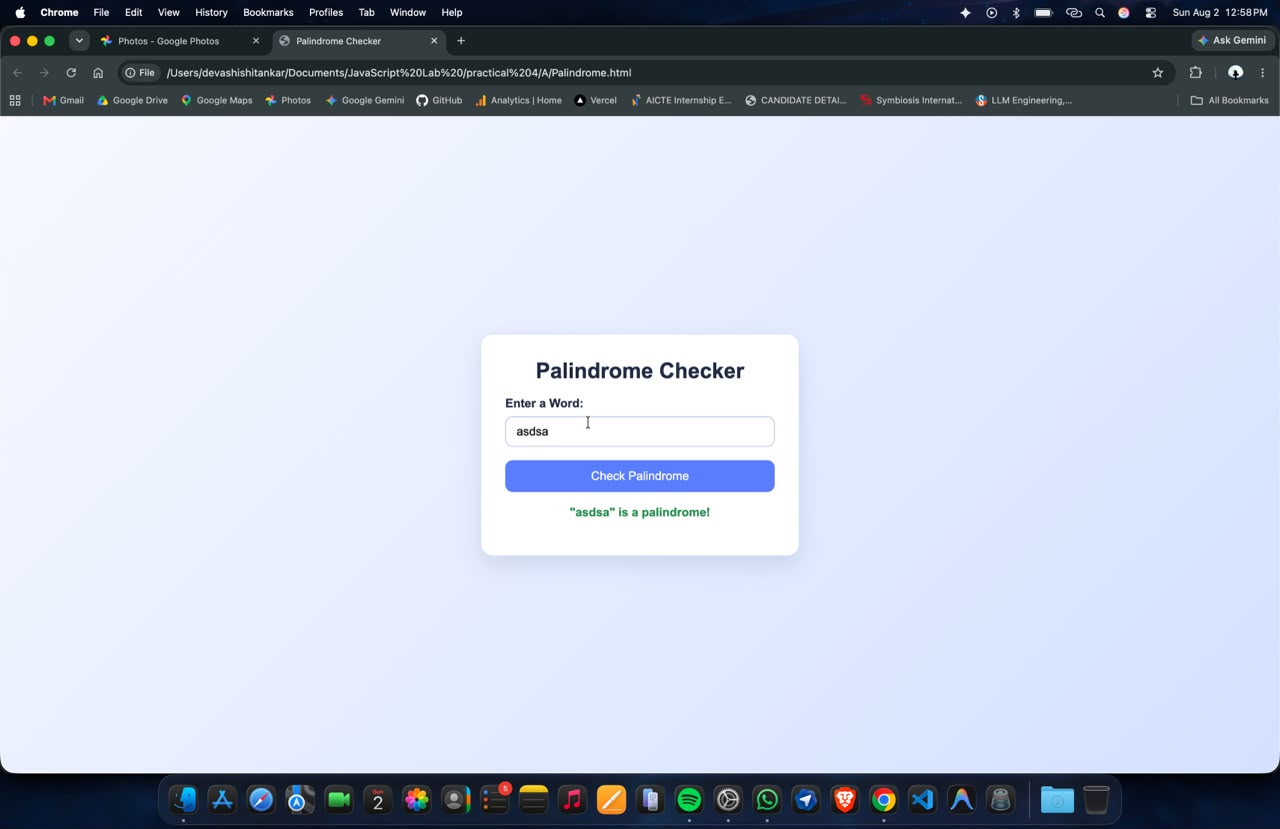 Chrome File Edit View History Bookmarks Profiles Tab Window Help Sun Aug 2 12:58 PM
Photos - Google Photos Palindrome Checker Ask Gemini
File /Users/devashishitankar/Documents/JavaScript%20Lab%20/practical%204/A/Palindrome.html
Gmail Google Drive Google Maps Photos Google Gemini GitHub Analytics | Home Vercel AICTE Internship E... CANDIDATE DETAI... Symbiosis Internat... LLM Engineering,... All Bookmarks
Palindrome Checker
Enter a Word:
asdsa
Check Palindrome
"asdsa" is a palindrome!
Sun
2
5